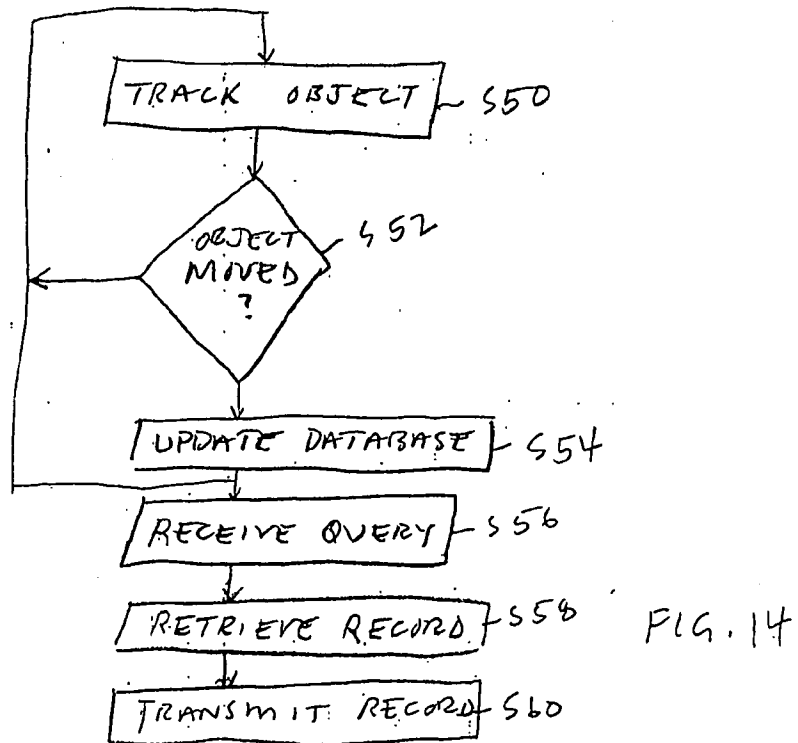 TRACK OBJECT S50
OBJECT MOVED ? S52
UPDATE DATABASE S54
RECEIVE QUERY S56
RETRIEVE RECORD S58
TRANSMIT RECORD S60
FIG. 14